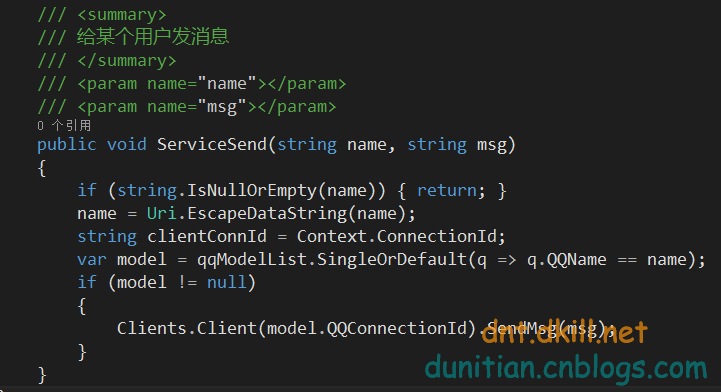 /// <summary>
/// 给某个用户发消息
/// </summary>
/// <param name="name"></param>
/// <param name="msg"></param>
0 个引用
public void ServiceSend(string name, string msg)
{
    if (string.IsNullOrEmpty(name)) { return; }
    name = Uri.EscapeDataString(name);
    string clientConnId = Context.ConnectionId;
    var model = qqModelList.SingleOrDefault(q => q.QQName == name);
    if (model != null)
    {
        Clients.Client(model.QQConnectionId).SendMsg(msg);
    }
}
dnt.dkill.net
dunitian.cnblogs.com